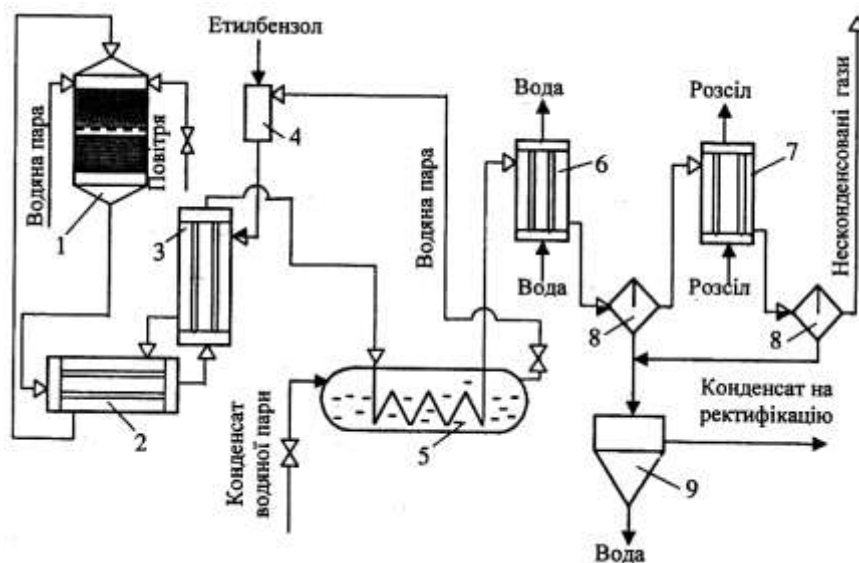 Етилбензол
Водяна пара
Повітря
1
2
3
4
Водяна пара
Конденсат
водяної пари
5
Вода
6
Вода
Розсіл
7
Розсіл
8
8
Несконденсовані гази
Конденсат на
ректифікацію
9
Вода